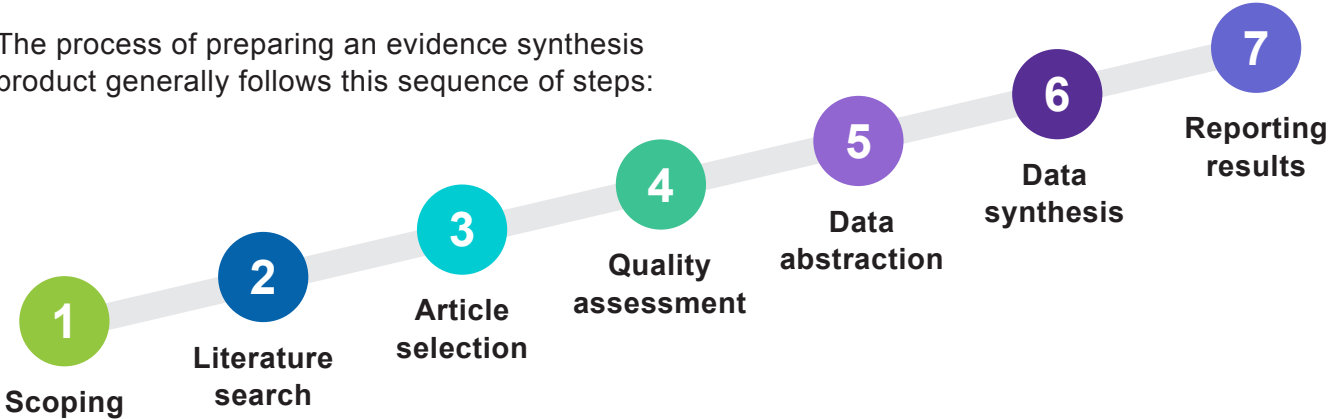 The process of preparing an evidence synthesis
product generally follows this sequence of steps:
1
Scoping
2
Literature
search
3
Article
selection
4
Quality
assessment
5
Data
abstraction
6
Data
synthesis
7
Reporting
results